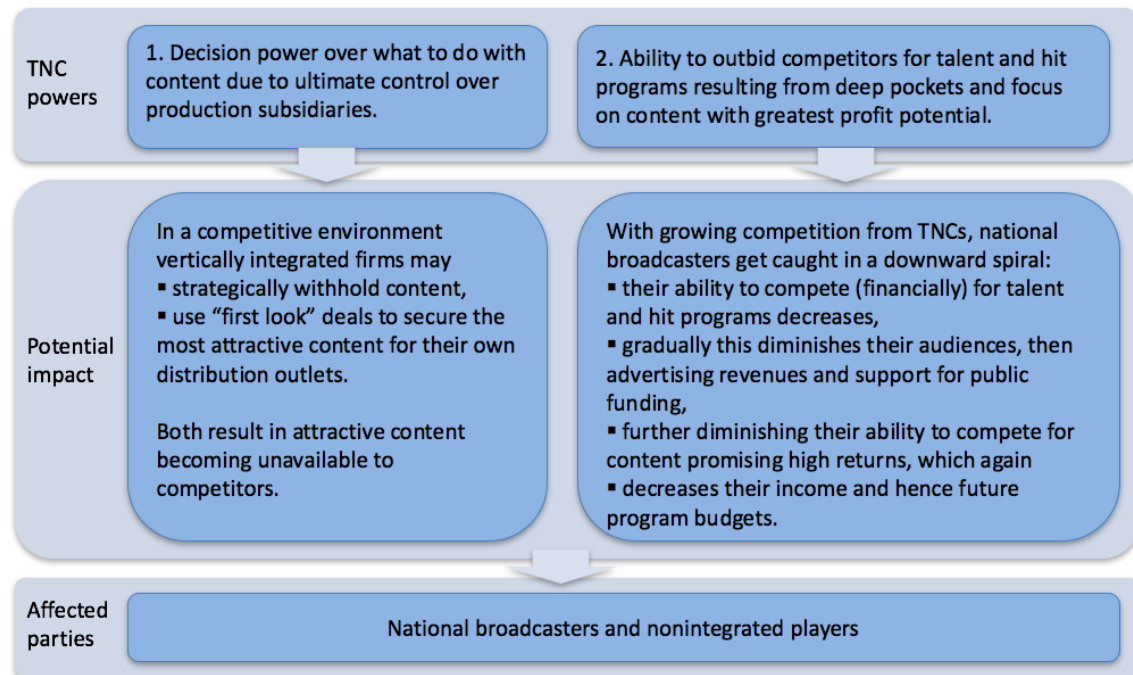 TNC
powers
1. Decision power over what to do with
content due to ultimate control over
production subsidiaries.
2. Ability to outbid competitors for talent and hit
programs resulting from deep pockets and focus
on content with greatest profit potential.
Potential
impact
In a competitive environment
vertically integrated firms may
▪ strategically withhold content,
▪ use “first look” deals to secure the
most attractive content for their own
distribution outlets.
Both result in attractive content
becoming unavailable to
competitors.
With growing competition from TNCs, national
broadcasters get caught in a downward spiral:
▪ their ability to compete (financially) for talent
and hit programs decreases,
▪ gradually this diminishes their audiences, then
advertising revenues and support for public
funding,
▪ further diminishing their ability to compete for
content promising high returns, which again
▪ decreases their income and hence future
program budgets.
Affected
parties
National broadcasters and nonintegrated players